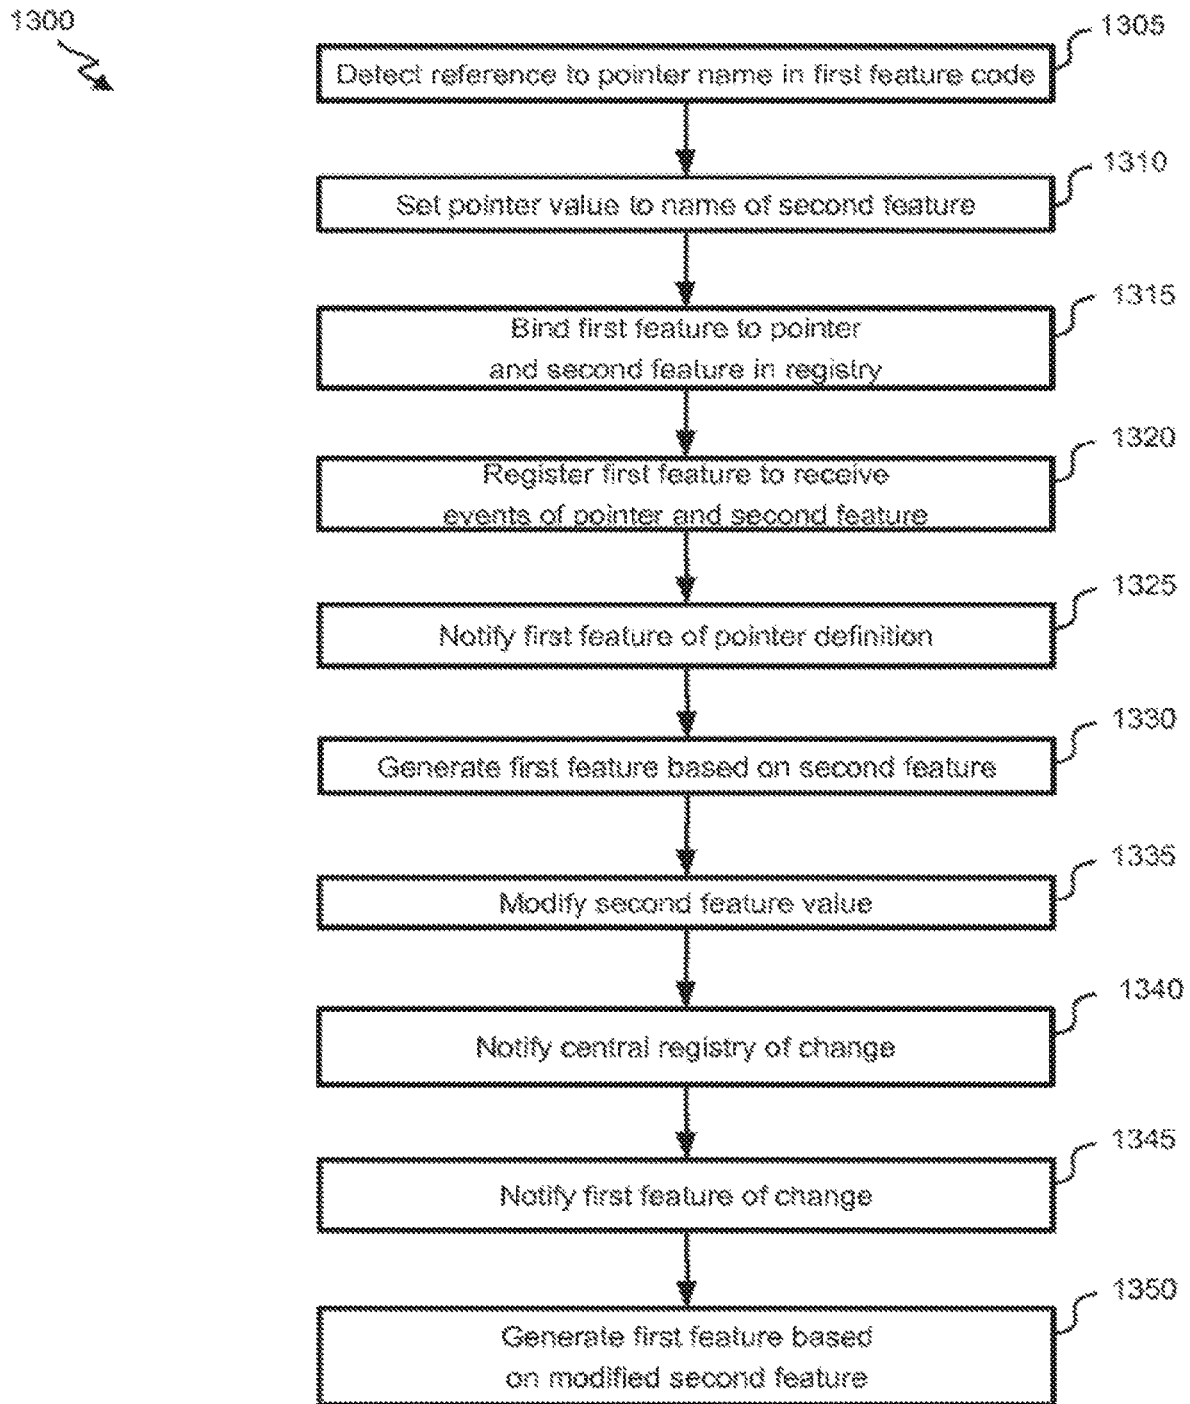 1300
1305
Detect reference to pointer name in first feature code
1310
Set pointer value to name of second feature
1315
Bind first feature to pointer
and second feature in registry
1320
Register first feature to receive
events of pointer and second feature
1325
Notify first feature of pointer definition
1330
Generate first feature based on second feature
1335
Modify second feature value
1340
Notify central registry of change
1345
Notify first feature of change
1350
Generate first feature based
on modified second feature